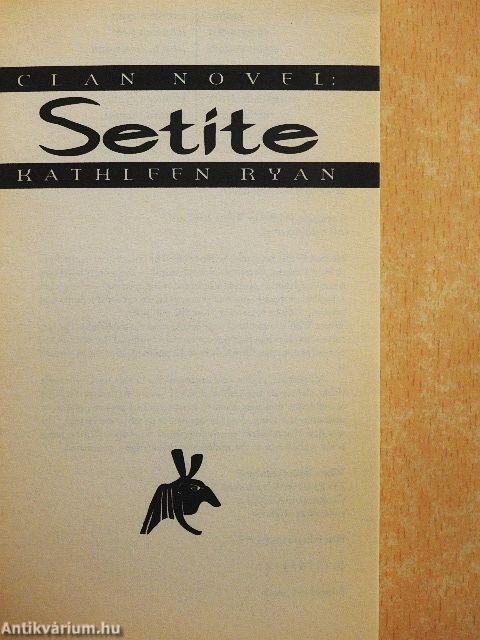 CLAN NOVEL:
Setite
KATHLEEN RYAN
Antikvárium.hu